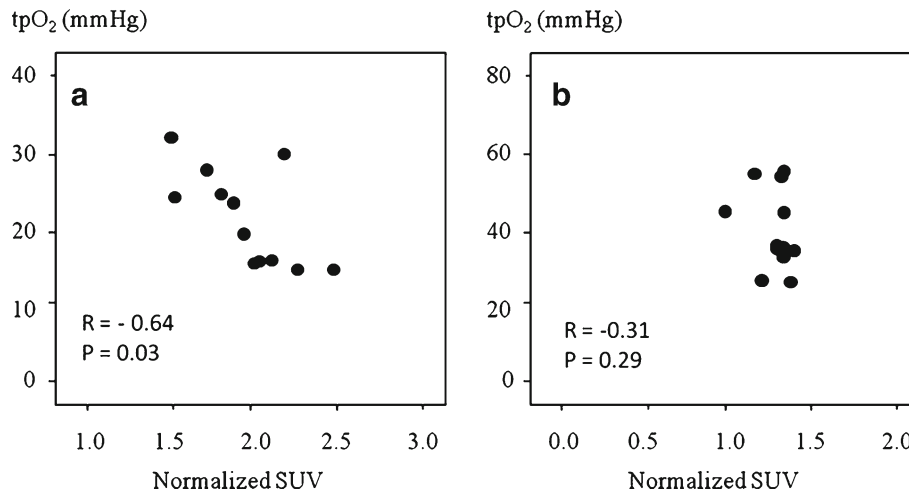 tpO₂ (mmHg)
40
30
20
10
0
a
R = - 0.64
P = 0.03
1.0 1.5 2.0 2.5 3.0
Normalized SUV
tpO₂ (mmHg)
80
60
40
20
0
b
R = -0.31
P = 0.29
0.0 0.5 1.0 1.5 2.0
Normalized SUV